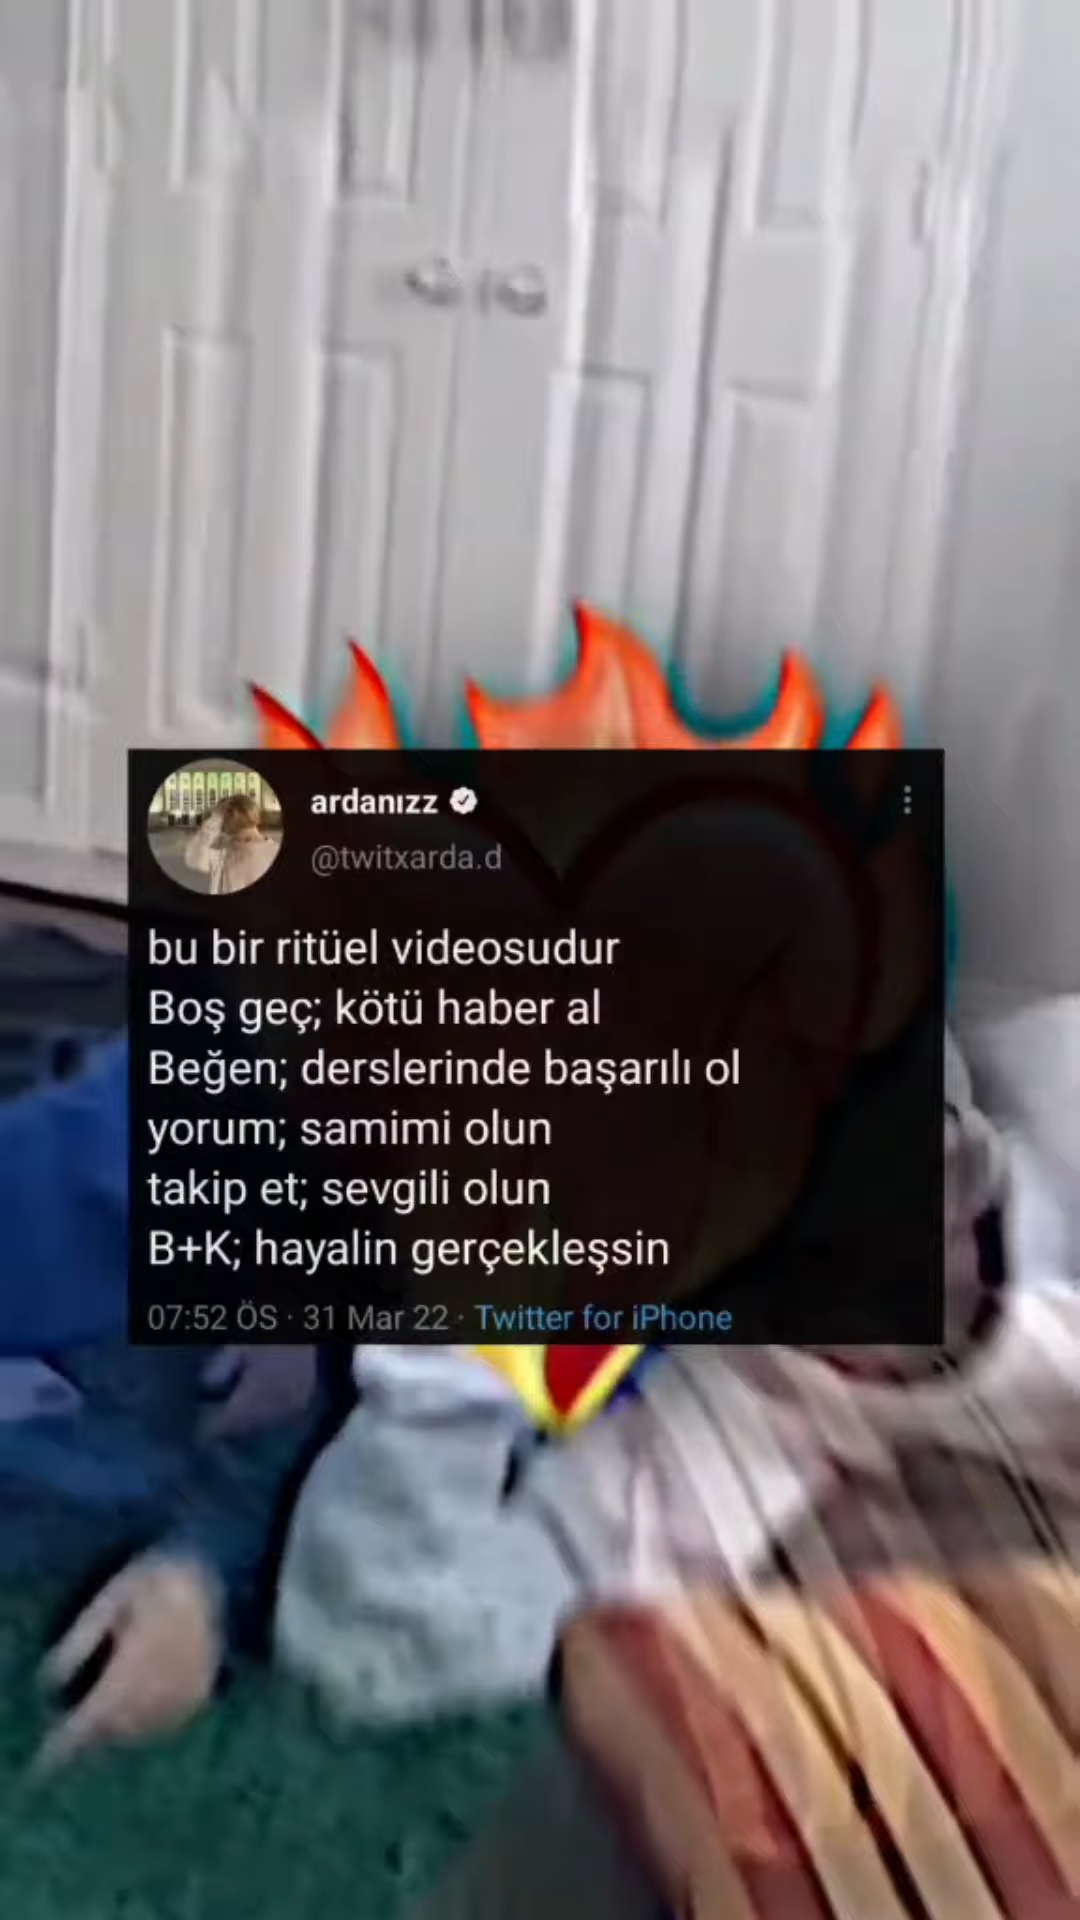 ardanızz
@twitxarda.d
bu bir ritüel videosudur
Boş geç; kötü haber al
Beğen; derslerinde başarılı ol
yorum; samimi olun
takip et; sevgili olun
B+K; hayalin gerçekleşsin
07:52 ÖS · 31 Mar 22 · Twitter for iPhone